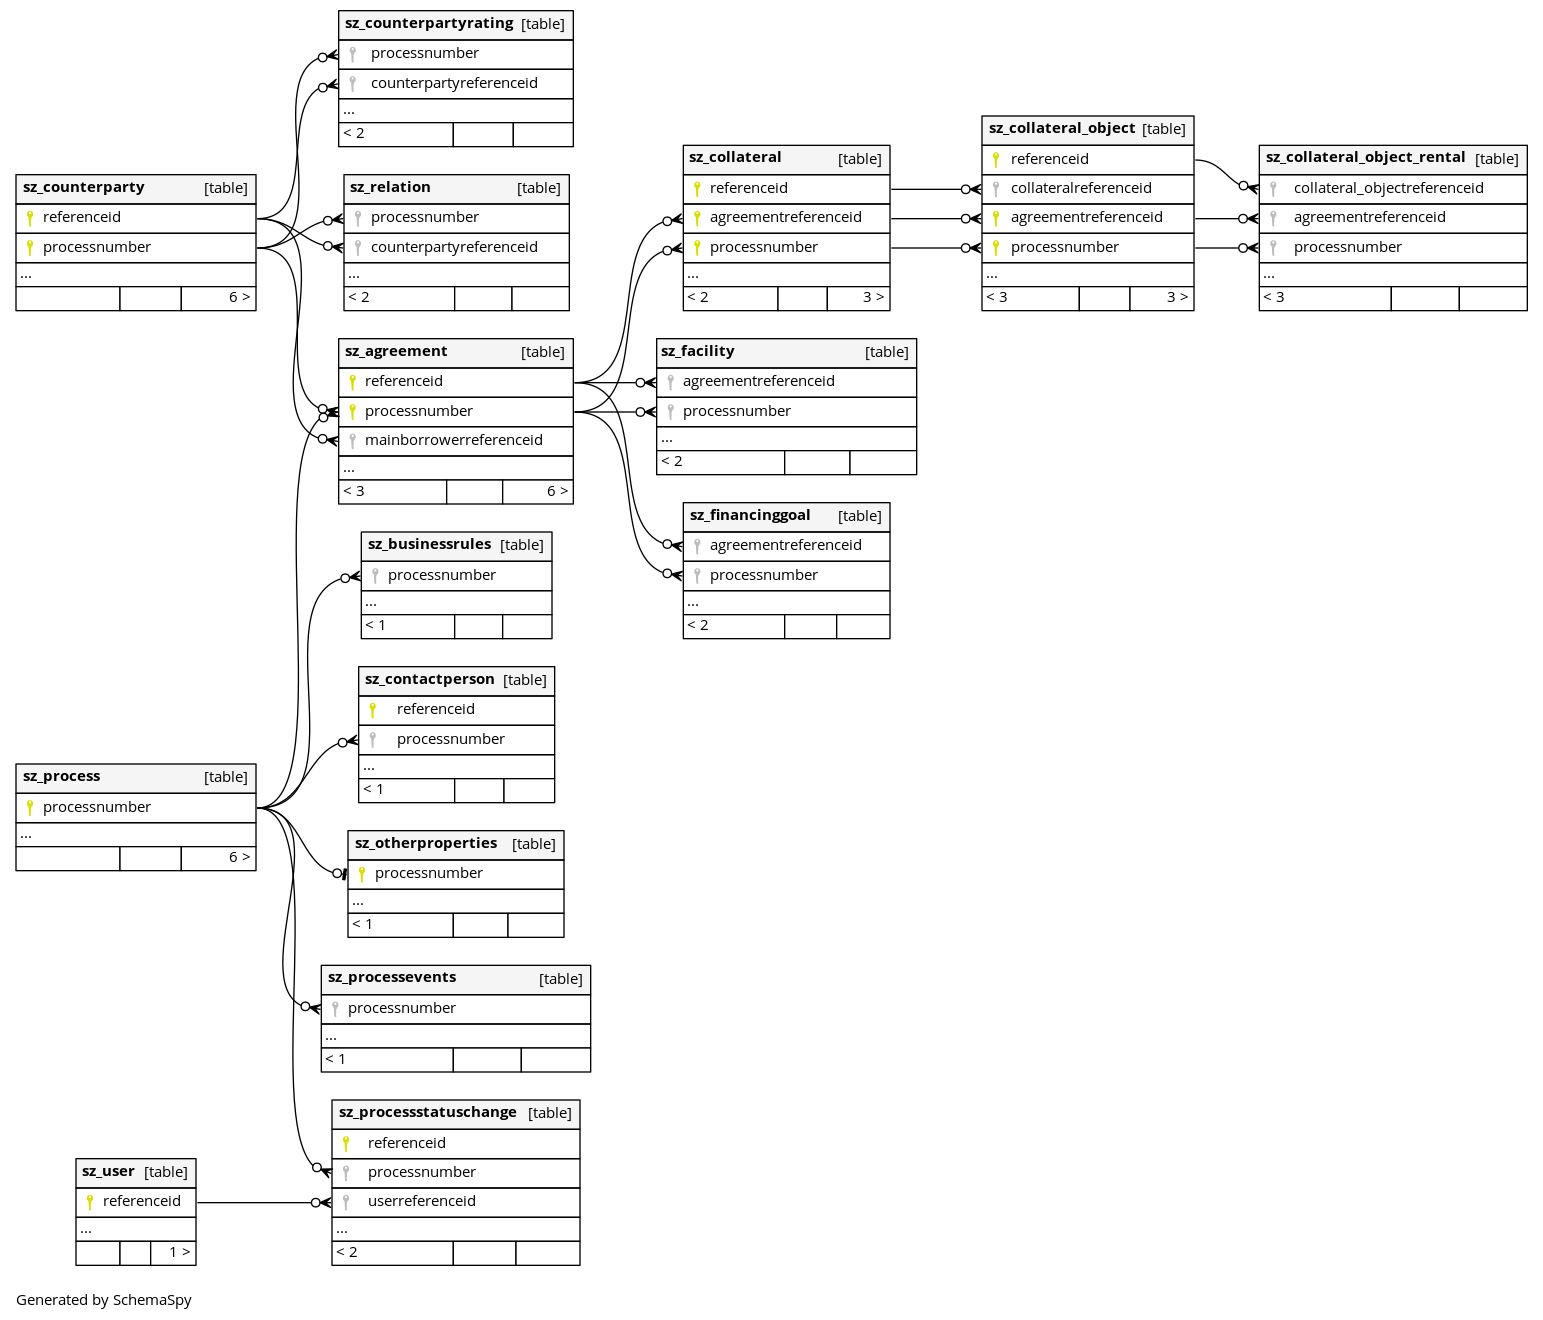 sz_counterpartyrating [table]
processnumber
counterpartyreferenceid
...
< 2
sz_counterparty [table]
referenceid
processnumber
...
6 >
sz_relation [table]
processnumber
counterpartyreferenceid
...
< 2
sz_collateral [table]
referenceid
agreementreferenceid
processnumber
...
< 2 3 >
sz_collateral_object [table]
referenceid
collateralreferenceid
agreementreferenceid
processnumber
...
< 3 3 >
sz_collateral_object_rental [table]
collateral_objectreferenceid
agreementreferenceid
processnumber
...
< 3
sz_agreement [table]
referenceid
processnumber
mainborrowerreferenceid
...
< 3 6 >
sz_facility [table]
agreementreferenceid
processnumber
...
< 2
sz_financinggoal [table]
agreementreferenceid
processnumber
...
< 2
sz_businessrules [table]
processnumber
...
< 1
sz_contactperson [table]
referenceid
processnumber
...
< 1
sz_process [table]
processnumber
...
6 >
sz_otherproperties [table]
processnumber
...
< 1
sz_processevents [table]
processnumber
...
< 1
sz_processstatuschange [table]
referenceid
processnumber
userreferenceid
...
< 2
sz_user [table]
referenceid
...
1 >
Generated by SchemaSpy